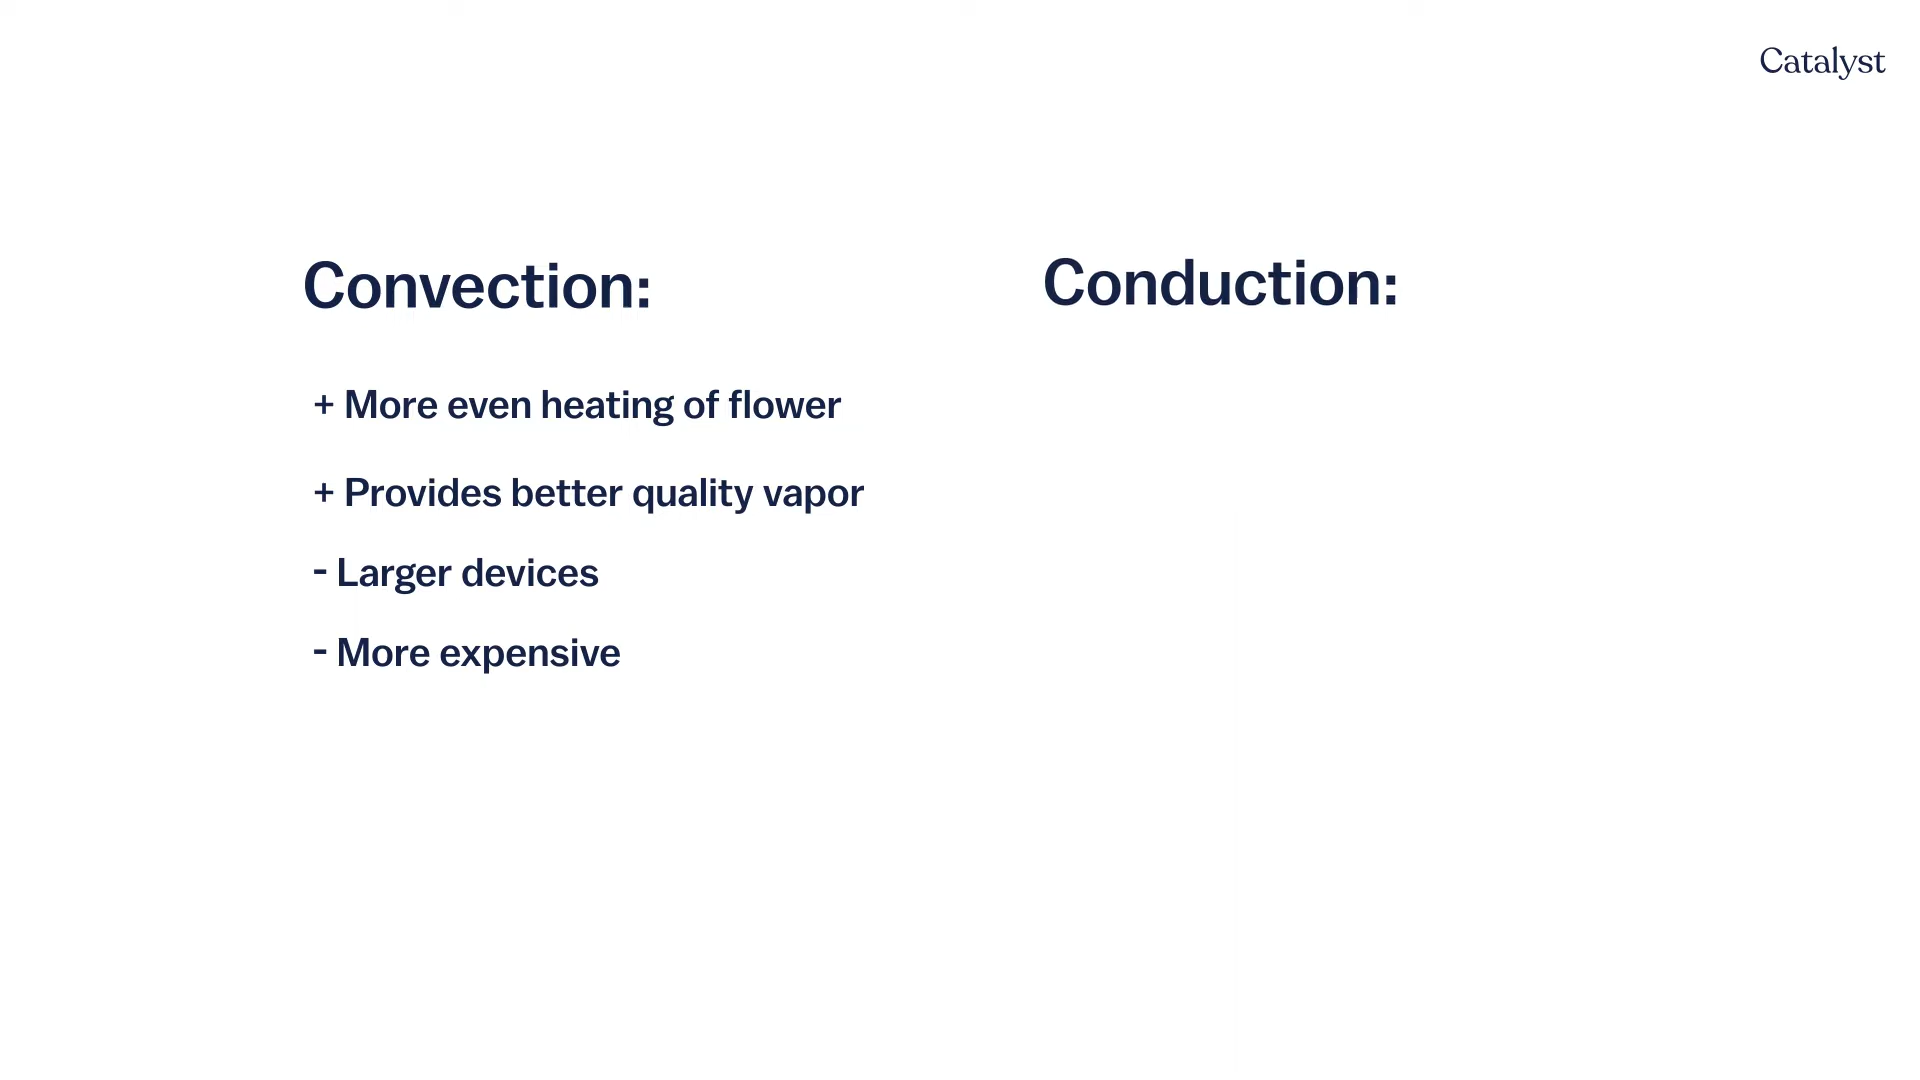 Catalyst
Convection:
+ More even heating of flower
+ Provides better quality vapor
- Larger devices
- More expensive
Conduction: